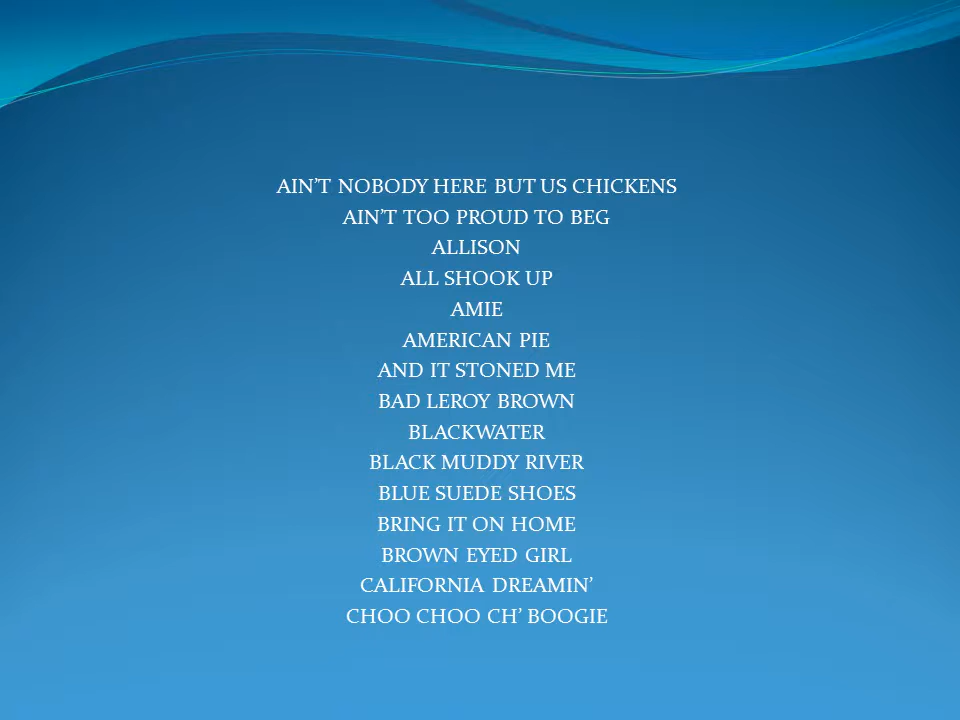 AIN’T NOBODY HERE BUT US CHICKENS
AIN’T TOO PROUD TO BEG
ALLISON
ALL SHOOK UP
AMIE
AMERICAN PIE
AND IT STONED ME
BAD LEROY BROWN
BLACKWATER
BLACK MUDDY RIVER
BLUE SUEDE SHOES
BRING IT ON HOME
BROWN EYED GIRL
CALIFORNIA DREAMIN’
CHOO CHOO CH’ BOOGIE